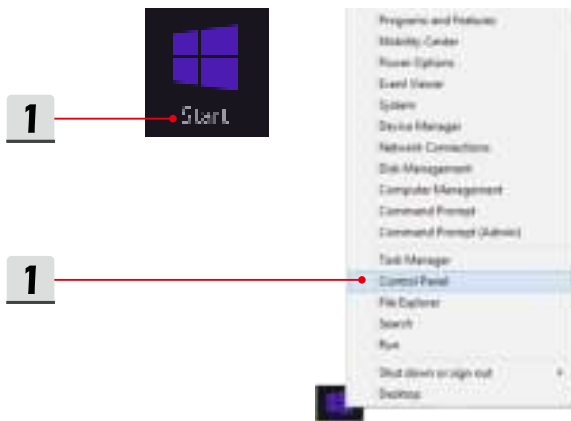 1
Start
1
Programs and Features
Mobility Center
Power Options
Event Viewer
System
Device Manager
Network Connections
Disk Management
Computer Management
Command Prompt
Command Prompt (Admin)
Task Manager
Control Panel
File Explorer
Search
Run
Shut down or sign out
Desktop